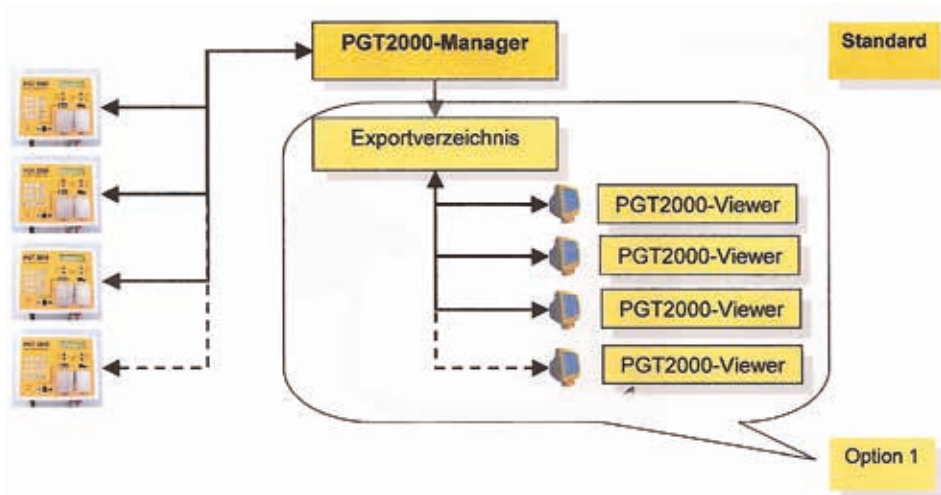 PGT2000-Manager
Standard
Exportverzeichnis
PGT2000-Viewer
PGT2000-Viewer
PGT2000-Viewer
PGT2000-Viewer
Option 1